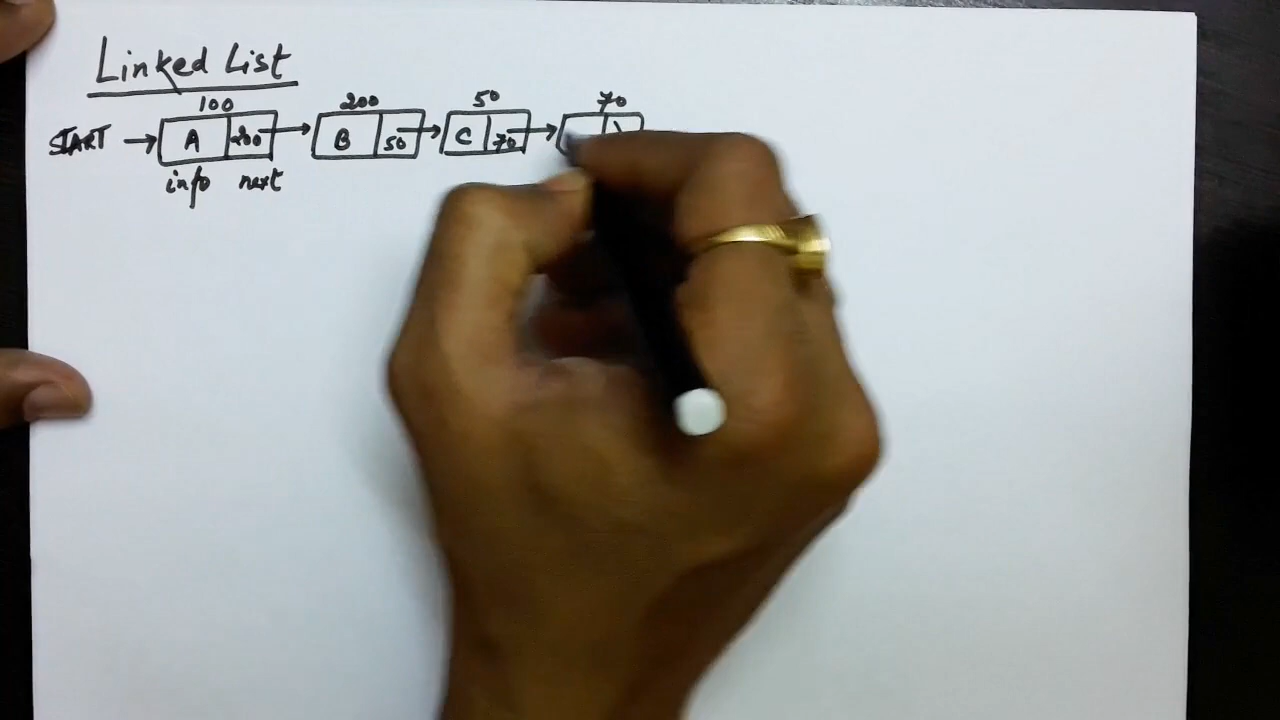 Linked List
100 200 50 70
START → A 200 → B 50 → C 70 →
info next